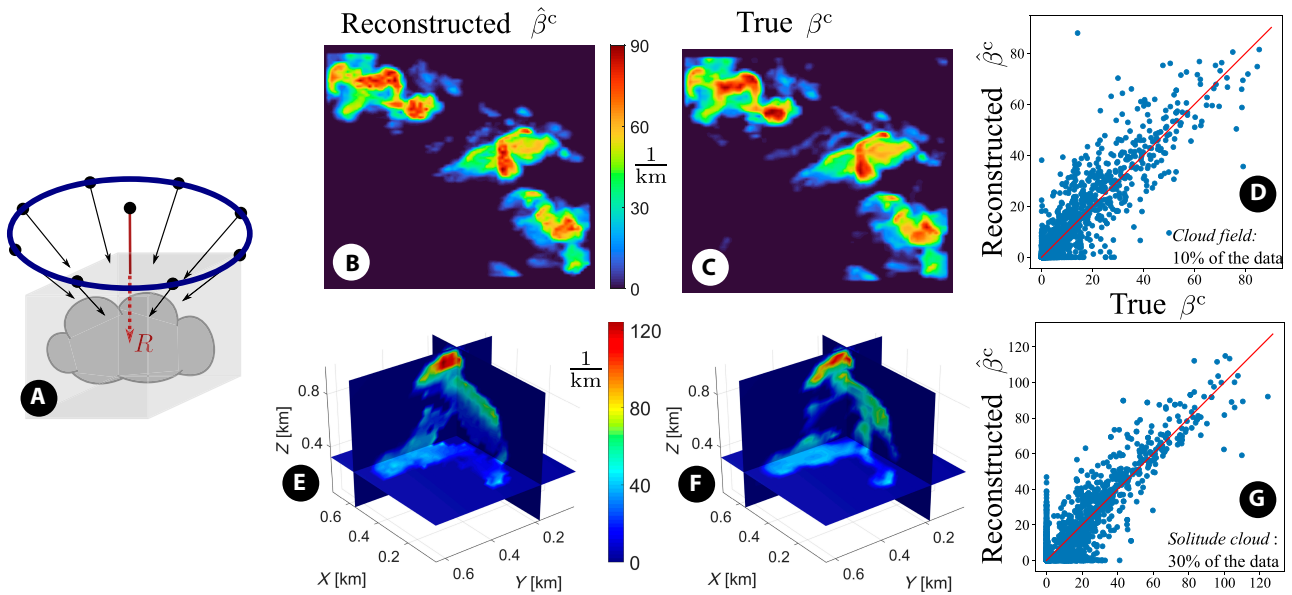 Reconstructed β̂ᶜ
True βᶜ
90
60
1
km
30
0
B
C
R
A
Reconstructed β̂ᶜ
80
60
40
20
0
0 20 40 60 80
D
Cloud field:
10% of the data
True βᶜ
Z [km]
0.8
0.4
E
0.6
0.4
0.2
X [km]
0.6
0.4
0.2
Y [km]
1
km
120
80
40
0
Z [km]
0.8
0.4
F
0.6
0.4
0.2
X [km]
0.6
0.4
0.2
Y [km]
Reconstructed β̂ᶜ
120
100
80
60
40
20
0
0 20 40 60 80 100 120
G
Solitude cloud :
30% of the data